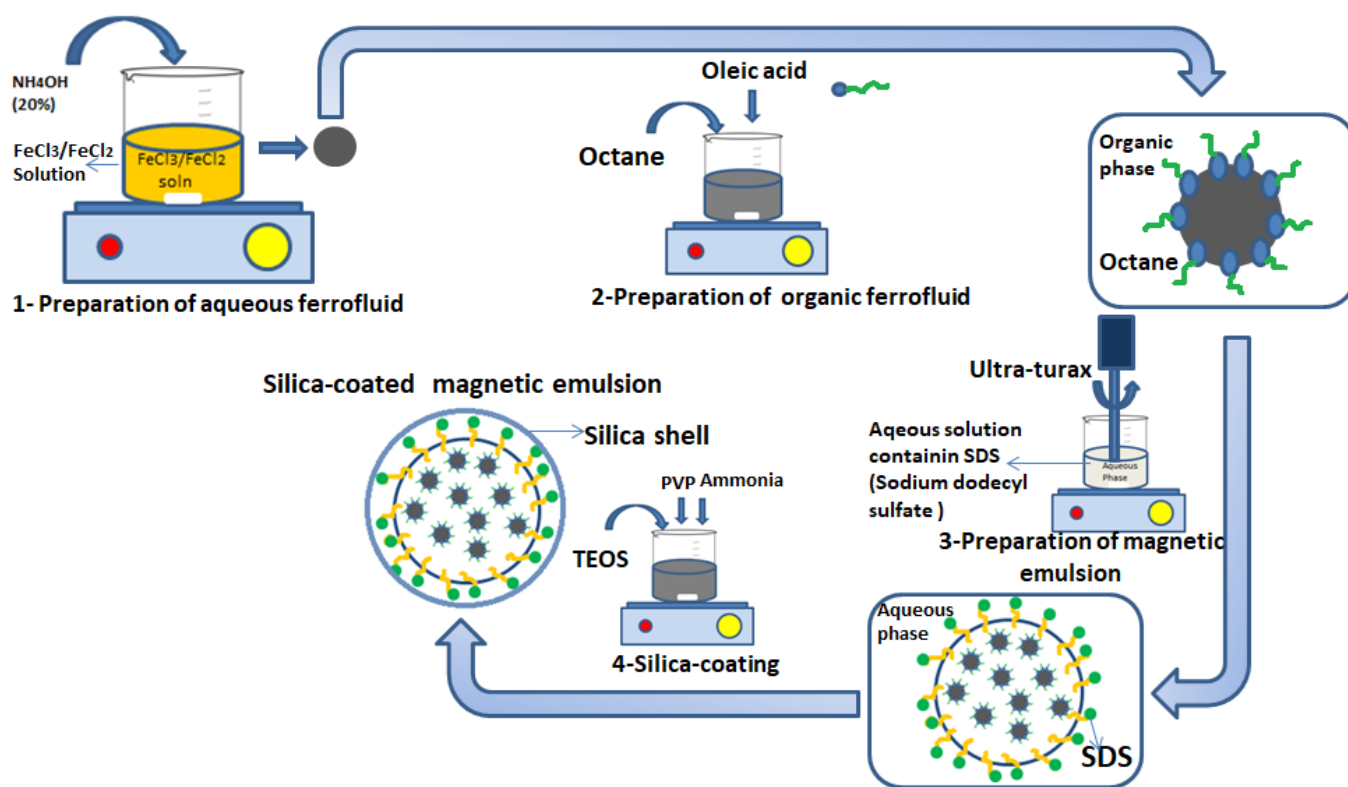 NH4OH
(20%)
FeCl3/FeCl2
Solution
FeCl3/FeCl2
soln
1- Preparation of aqueous ferrofluid
Oleic acid
Octane
2-Preparation of organic ferrofluid
Organic
phase
Octane
Ultra-turax
Aqeous solution
containin SDS
(Sodium dodecyl
sulfate )
Aqueous
Phase
3-Preparation of magnetic
emulsion
Aqueous
phase
SDS
PVP Ammonia
TEOS
4-Silica-coating
Silica-coated magnetic emulsion
Silica shell